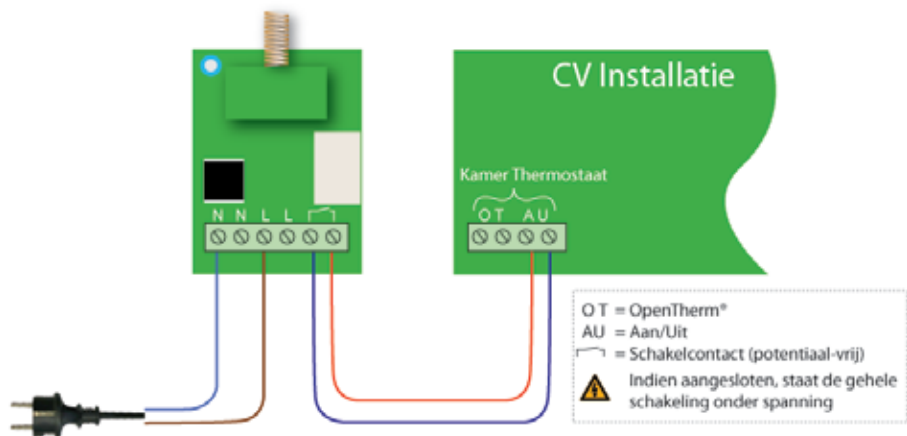 CV Installatie
Kamer Thermostaat
N N L L
O T A U
O T = OpenTherm®
AU = Aan/Uit
= Schakelcontact (potentiaal-vrij)
Indien aangesloten, staat de gehele
schakeling onder spanning